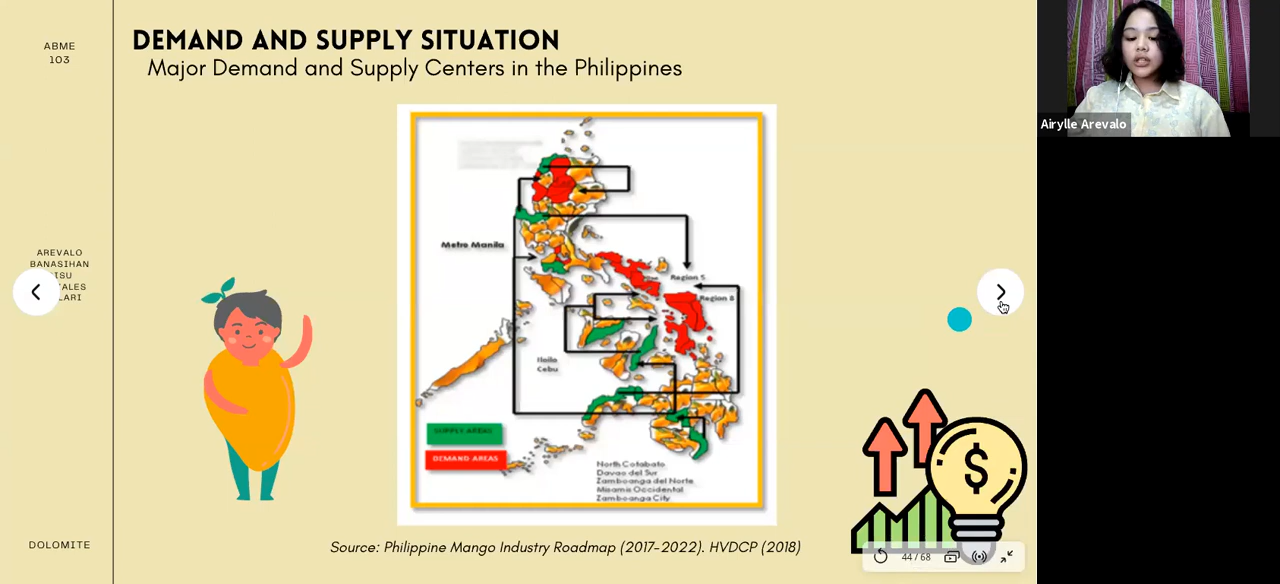 ABME
103
DEMAND AND SUPPLY SITUATION
Major Demand and Supply Centers in the Philippines
Airylle Arevalo
AREVALO
BANASIHAN
Metro Manila
Region 5
Region 8
Iloilo
Cebu
SUPPLY AREAS
DEMAND AREAS
North Cotabato
Davao del Sur
Zamboanga del Norte
Misamis Occidental
Zamboanga City
$
DOLOMITE
Source: Philippine Mango Industry Roadmap (2017-2022). HVDCP (2018)
44 / 68